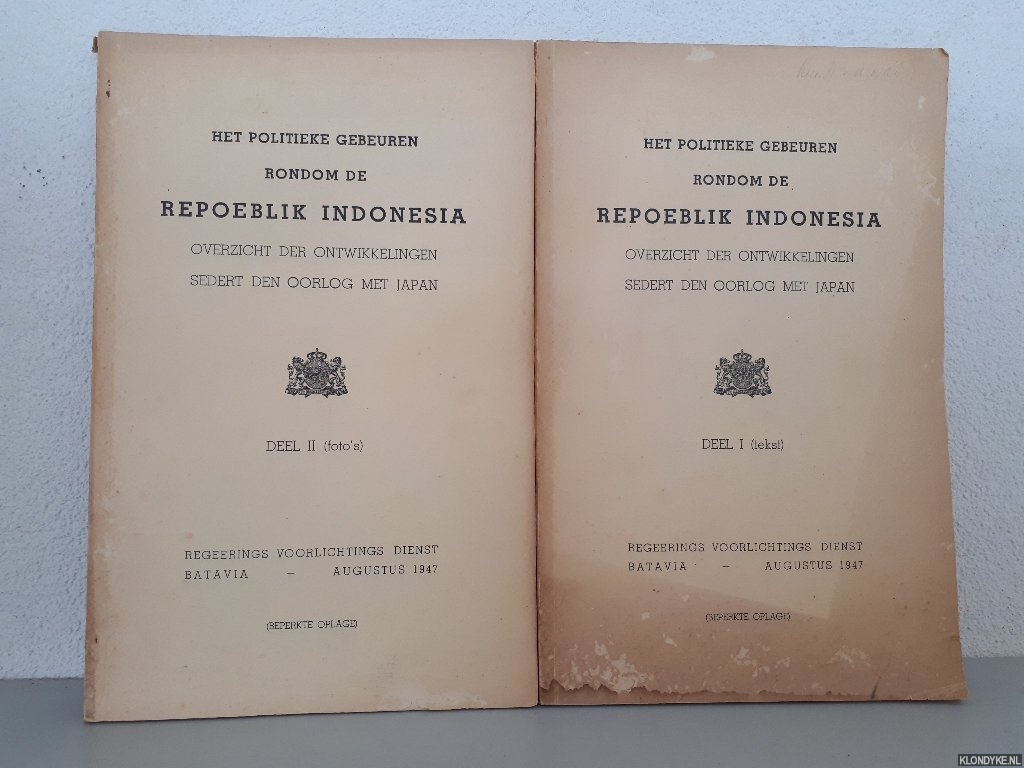 HET POLITIEKE GEBEUREN
RONDOM DE
REPOEBLIK INDONESIA
OVERZICHT DER ONTWIKKELINGEN
SEDERT DEN OORLOG MET JAPAN
DEEL II (foto's)
REGEERINGS VOORLICHTINGS DIENST
BATAVIA — AUGUSTUS 1947
(BEPERKTE OPLAGE)
HET POLITIEKE GEBEUREN
RONDOM DE
REPOEBLIK INDONESIA
OVERZICHT DER ONTWIKKELINGEN
SEDERT DEN OORLOG MET JAPAN
DEEL I (tekst)
REGEERINGS VOORLICHTINGS DIENST
BATAVIA — AUGUSTUS 1947
(BEPERKTE OPLAGE)
KLONDYKE.NL